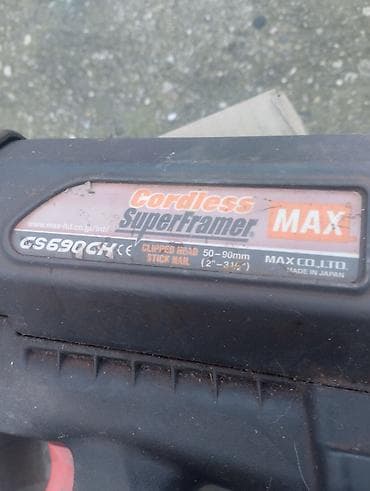 Cordless
SuperFramer
MAX
www.max-ltd.co.jp/int/
GS690CH CE
CLIPPED HEAD
STICK NAIL
50-90mm
(2"-3½")
MAX CO.,LTD.
MADE IN JAPAN